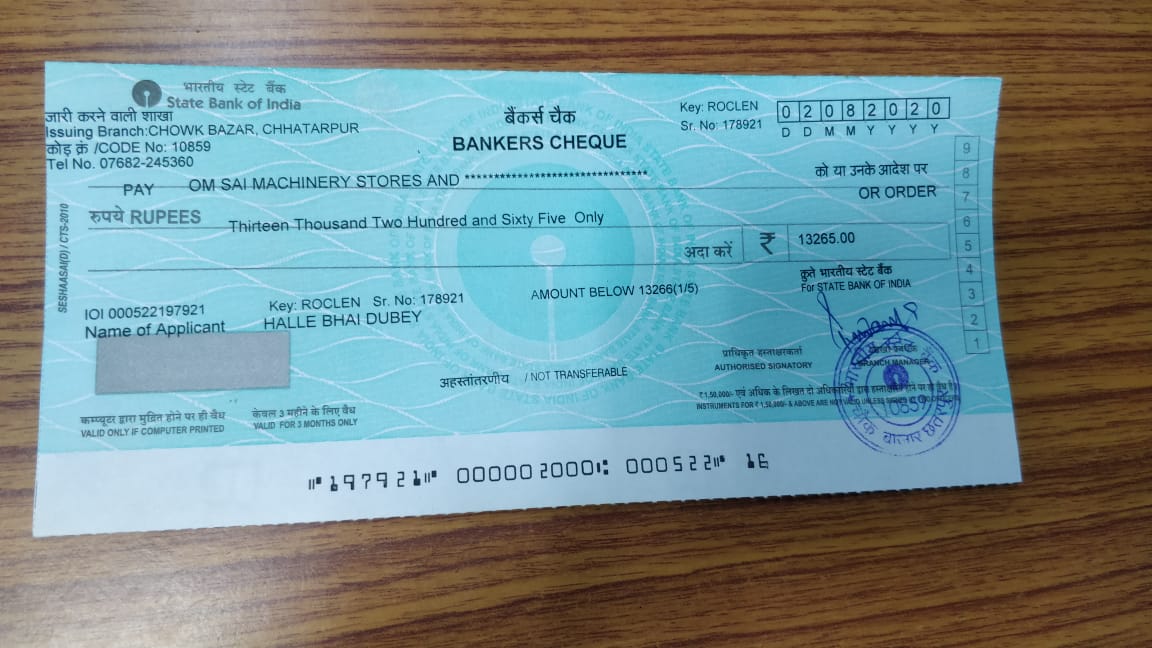 भारतीय स्टेट बैंक
State Bank of India
जारी करने वाली शाखा
Issuing Branch:CHOWK BAZAR, CHHATARPUR
कोड़ क्रं /CODE No: 10859
Tel No. 07682-245360
बैंकर्स चैक
BANKERS CHEQUE
Key: ROCLEN
Sr. No: 178921
0 2 0 8 2 0 2 0
D D M M Y Y Y Y
PAY OM SAI MACHINERY STORES AND *********************************
को या उनके आदेश पर
OR ORDER
रुपये RUPEES Thirteen Thousand Two Hundred and Sixty Five Only
अदा करें ₹ 13265.00
9
8
7
6
5
4
3
2
1
SESHAASAI(D) / CTS-2010
IOI 000522197921 Key: ROCLEN Sr. No: 178921 AMOUNT BELOW 13266(1/5)
Name of Applicant HALLE BHAI DUBEY
कृते भारतीय स्टेट बैंक
For STATE BANK OF INDIA
प्राधिकृत हस्ताक्षरकर्ता
AUTHORISED SIGNATORY
BRANCH MANAGER
अहस्तांतरणीय / NOT TRANSFERABLE
कम्प्यूटर द्वारा मुद्रित होने पर ही वैध
VALID ONLY IF COMPUTER PRINTED
केवल 3 महीने के लिए वैध
VALID FOR 3 MONTHS ONLY
₹1,50,000/- एवं अधिक के लिखत दो अधिकारियों द्वारा
INSTRUMENTS FOR ₹ 1,50,000/- & ABOVE ARE NOT VALID UNLESS
10859
⑈197921⑈ 000002000⑆ 000522⑈ 16